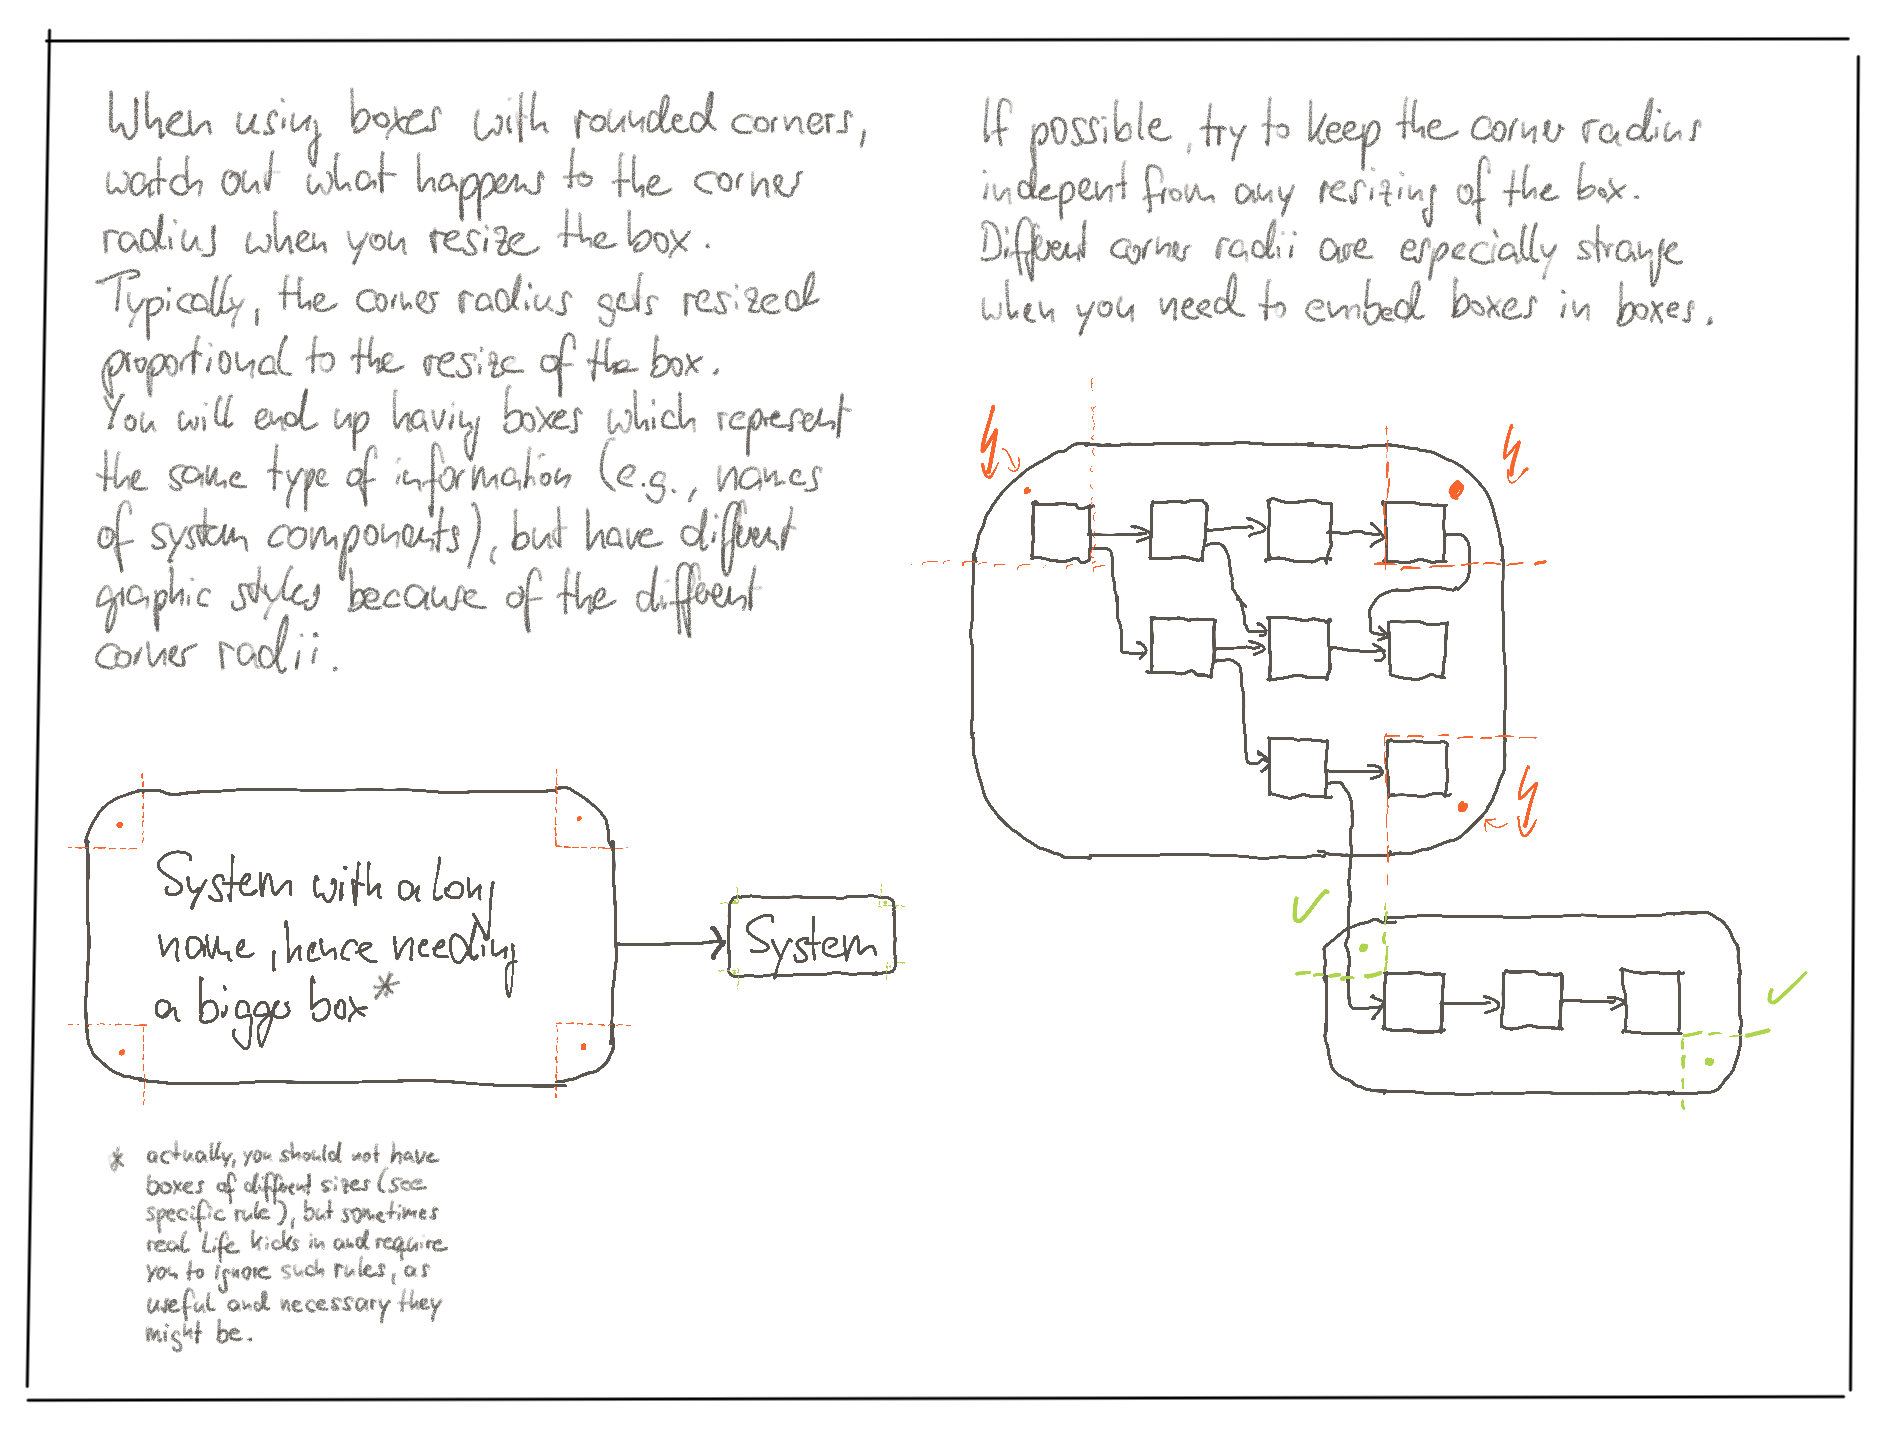 When using boxes with rounded corners,
watch out what happens to the corner
radius when you resize the box.
Typically, the corner radius gets resized
proportional to the resize of the box.
You will end up having boxes which represent
the same type of information (e.g., names
of system components), but have different
graphic styles because of the different
corner radii.
System with a long
name, hence needing
a bigger box*
System
* actually, you should not have
boxes of different sizes (see
specific rule), but sometimes
real life kicks in and require
you to ignore such rules, as
useful and necessary they
might be.
If possible, try to keep the corner radius
indepent from any resizing of the box.
Different corner radii are especially strange
when you need to embed boxes in boxes.